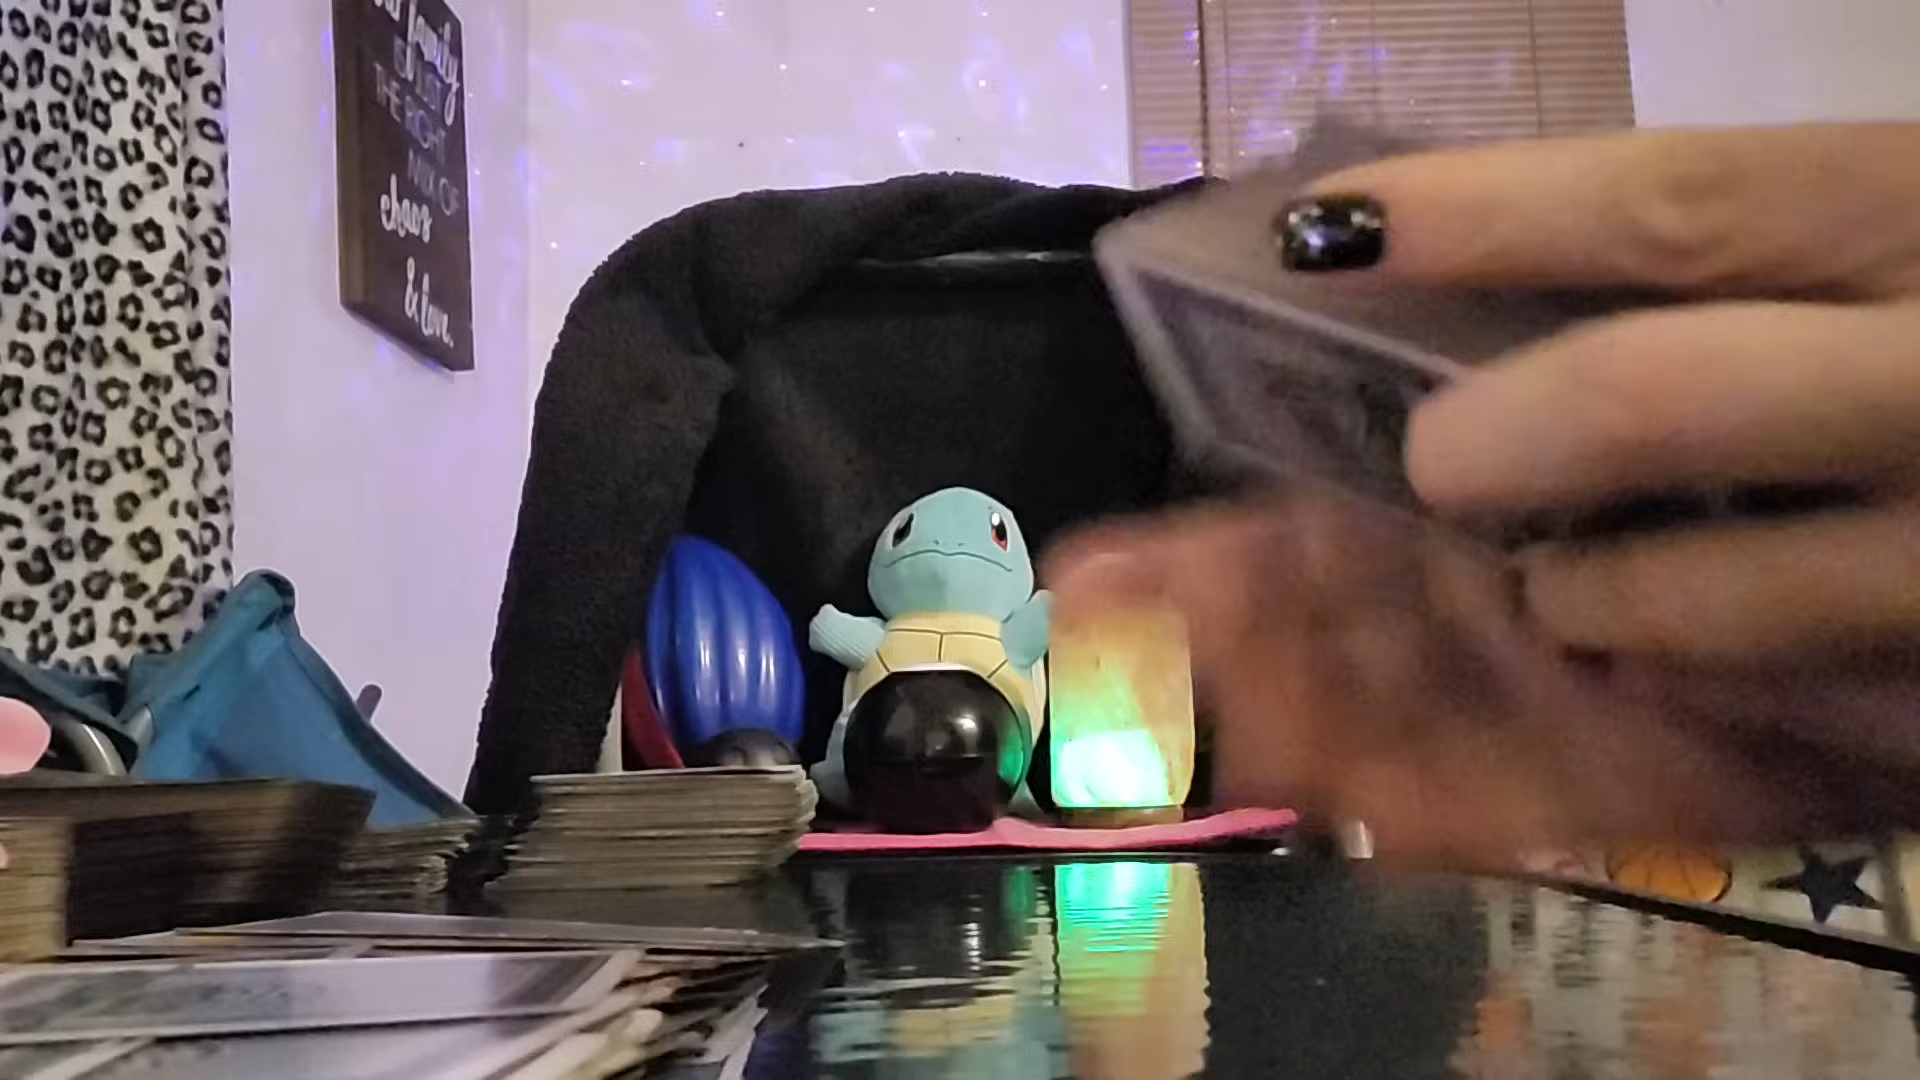 family
IS JUST
THE RIGHT
MIX OF
chaos
& love.